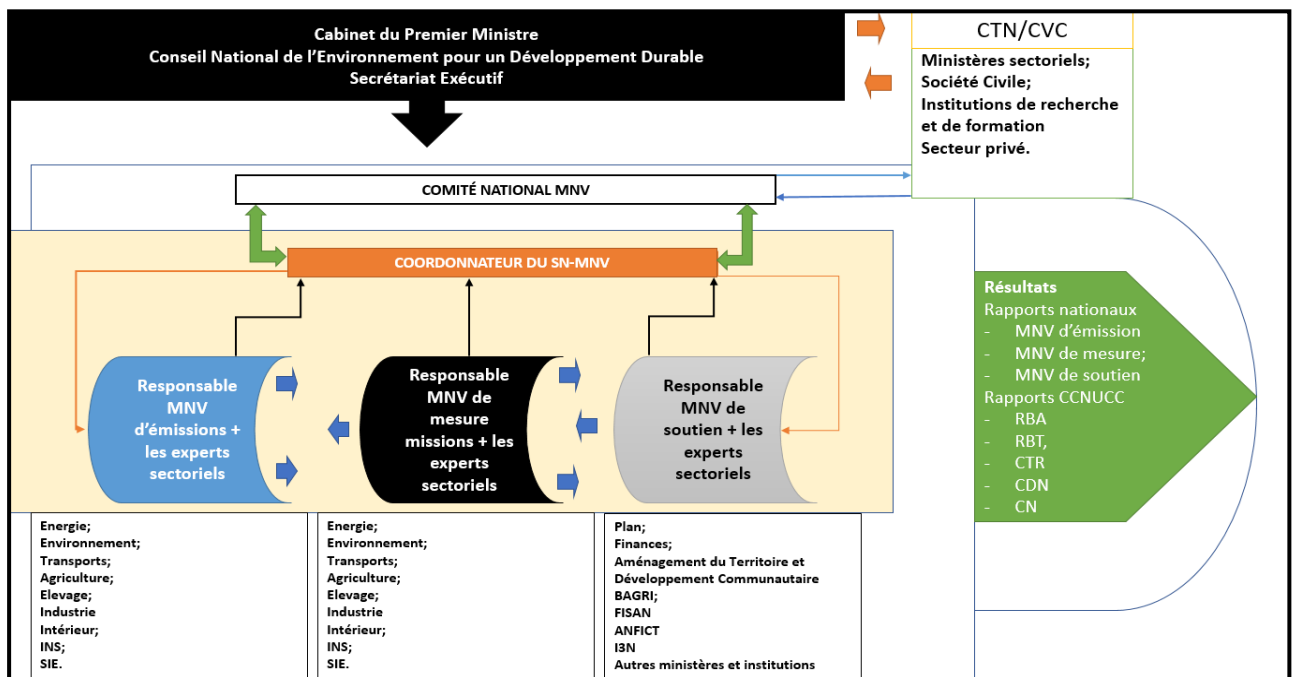 Cabinet du Premier Ministre
Conseil National de l'Environnement pour un Développement Durable
Secrétariat Exécutif
CTN/CVC
Ministères sectoriels;
Société Civile;
Institutions de recherche
et de formation
Secteur privé.
COMITÉ NATIONAL MNV
COORDONNATEUR DU SN-MNV
Responsable
MNV
d'émissions +
les experts
sectoriels
Responsable
MNV de
mesure
missions + les
experts
sectoriels
Responsable
MNV de
soutien + les
experts
sectoriels
Résultats
Rapports nationaux
- MNV d'émission
- MNV de mesure;
- MNV de soutien
Rapports CCNUCC
- RBA
- RBT,
- CTR
- CDN
- CN
Energie;
Environnement;
Transports;
Agriculture;
Elevage;
Industrie
Intérieur;
INS;
SIE.
Energie;
Environnement;
Transports;
Agriculture;
Elevage;
Industrie
Intérieur;
INS;
SIE.
Plan;
Finances;
Aménagement du Territoire et
Développement Communautaire
BAGRI;
FISAN
ANFICT
I3N
Autres ministères et institutions